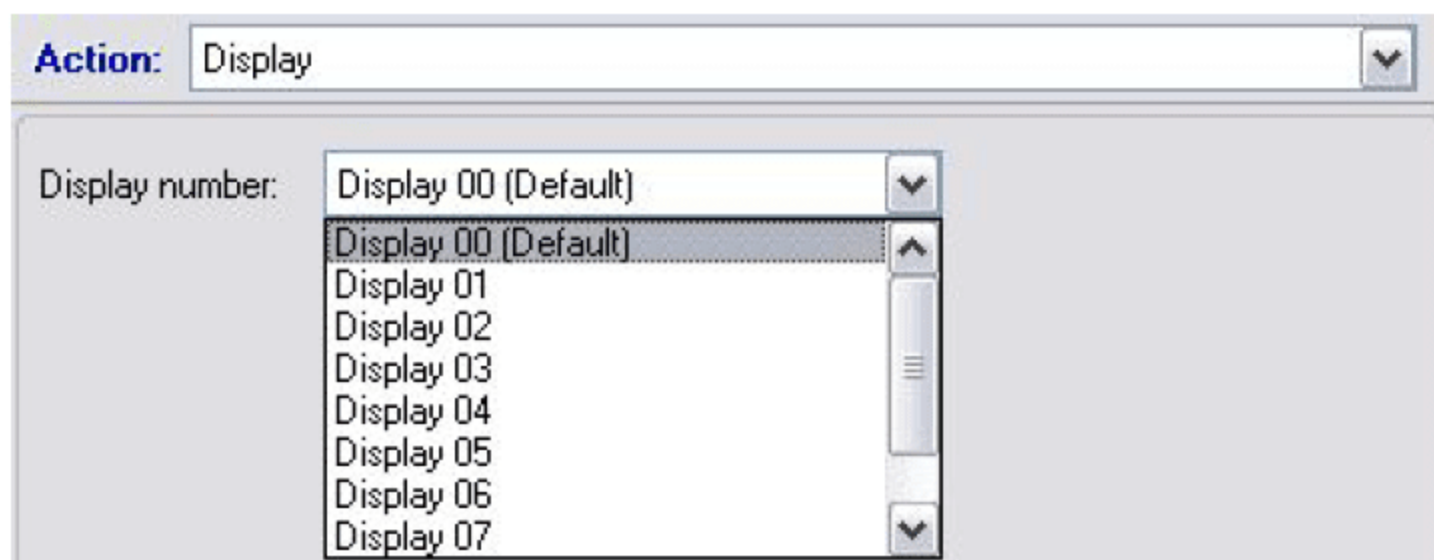 Action: Display
Display number: Display 00 (Default)
Display 00 (Default)
Display 01
Display 02
Display 03
Display 04
Display 05
Display 06
Display 07